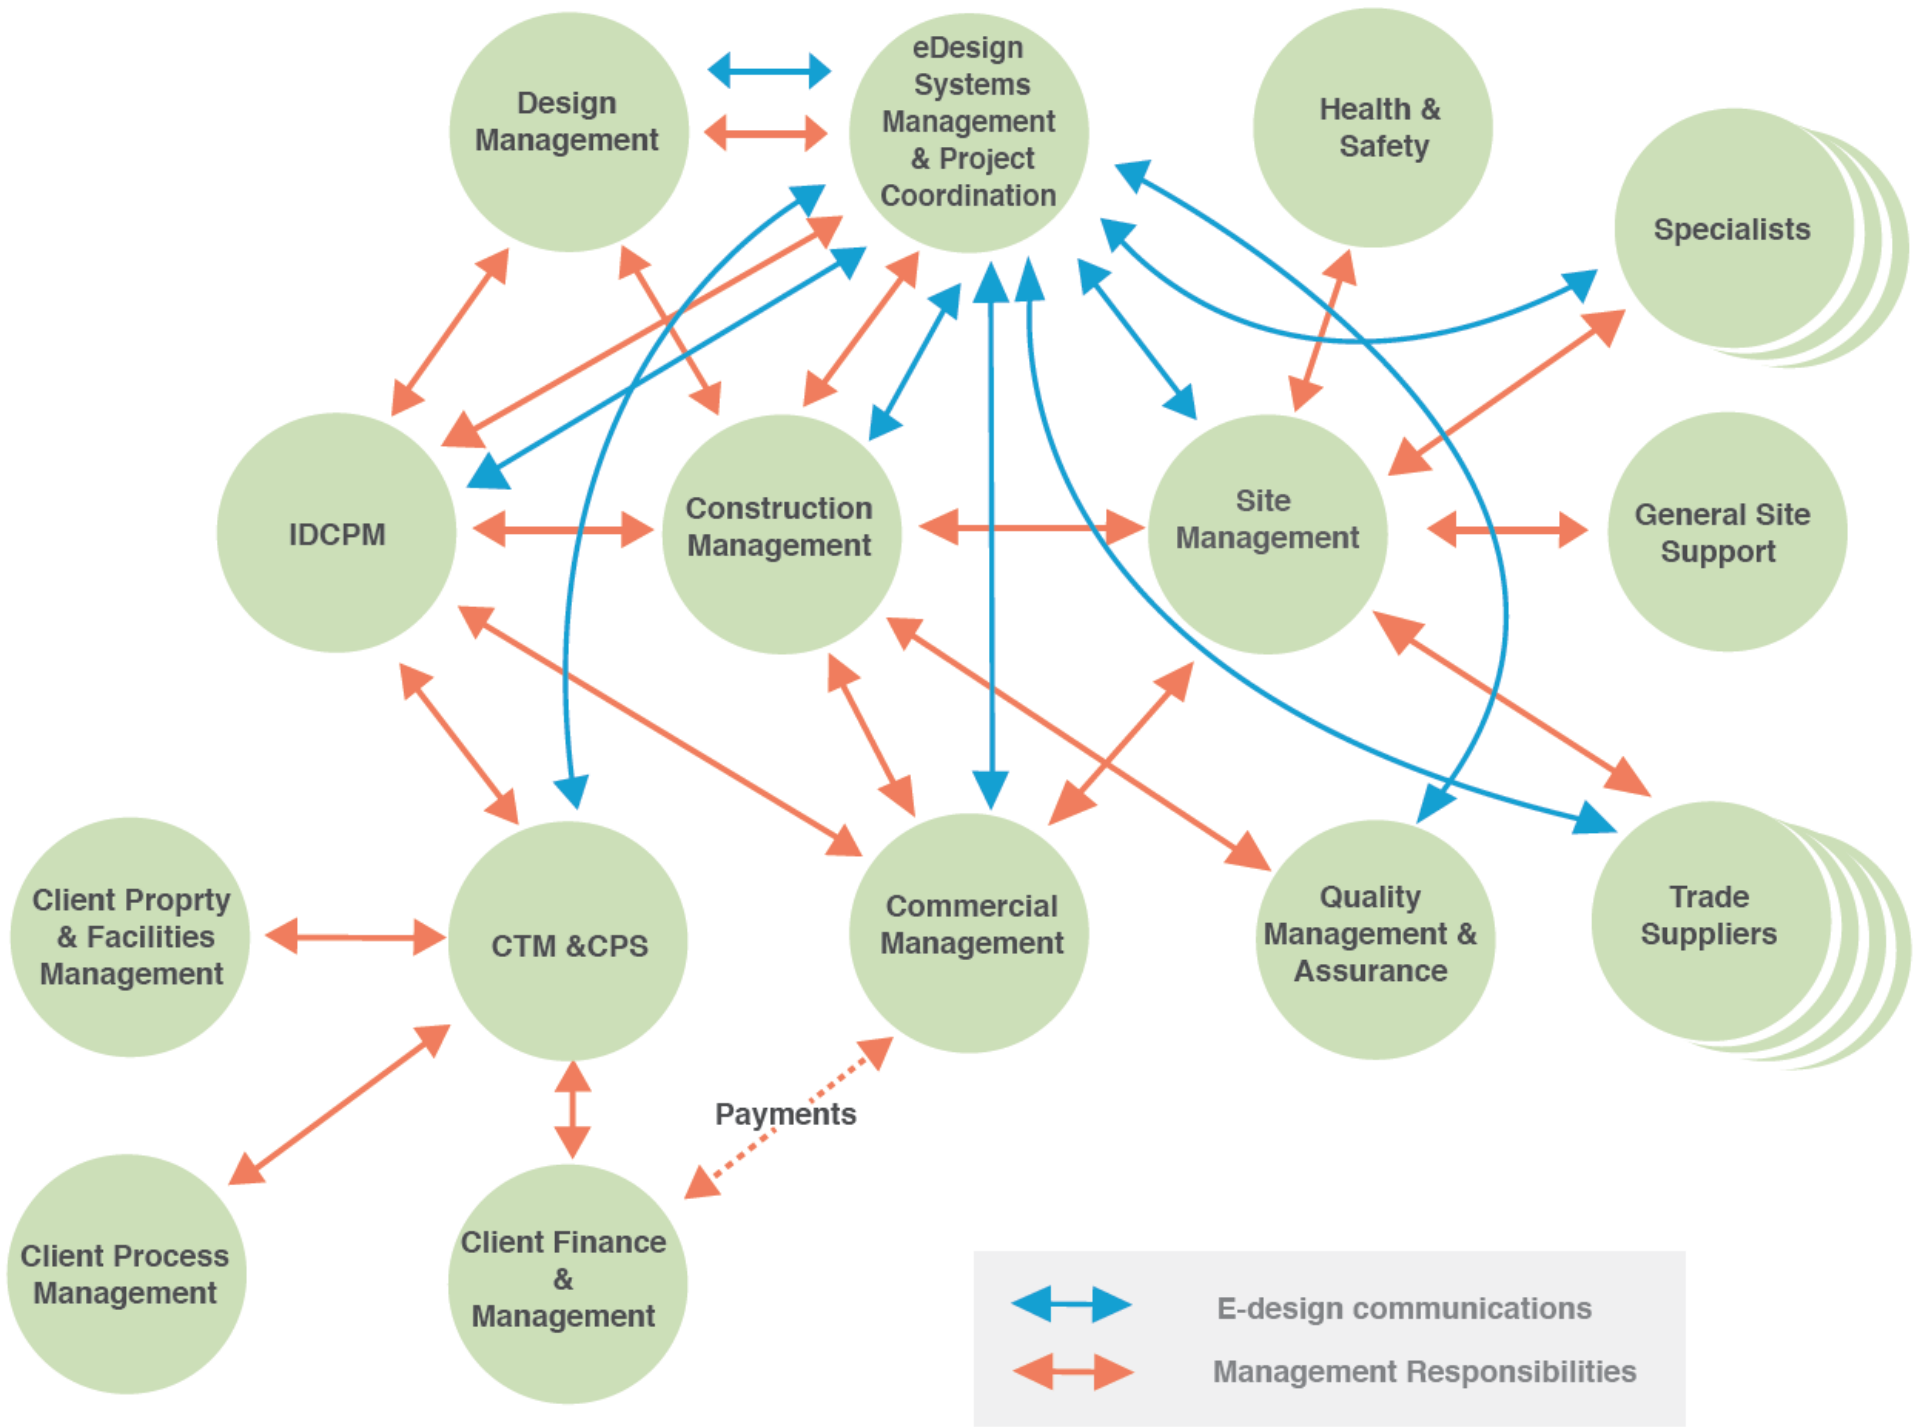 Design
Management
eDesign
Systems
Management
& Project
Coordination
Health &
Safety
Specialists
IDCPM
Construction
Management
Site
Management
General Site
Support
Client Proprty
& Facilities
Management
CTM &CPS
Commercial
Management
Quality
Management &
Assurance
Trade
Suppliers
Payments
Client Process
Management
Client Finance
&
Management
E-design communications
Management Responsibilities